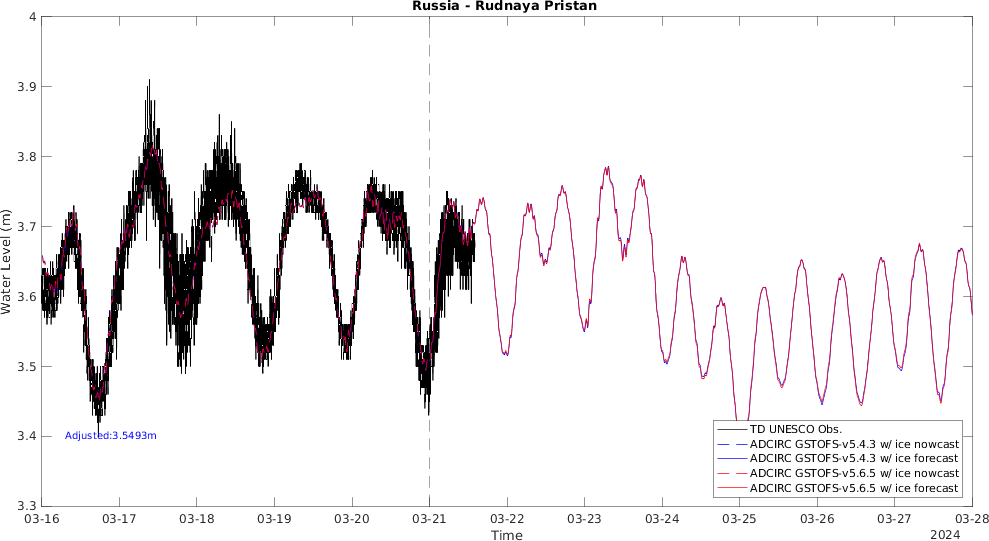 Russia - Rudnaya Pristan
4
3.9
3.8
3.7
3.6
3.5
3.4
3.3
Water Level (m)
Adjusted:3.5493m
TD UNESCO Obs.
ADCIRC GSTOFS-v5.4.3 w/ ice nowcast
ADCIRC GSTOFS-v5.4.3 w/ ice forecast
ADCIRC GSTOFS-v5.6.5 w/ ice nowcast
ADCIRC GSTOFS-v5.6.5 w/ ice forecast
03-16 03-17 03-18 03-19 03-20 03-21 03-22 03-23 03-24 03-25 03-26 03-27 03-28
Time
2024